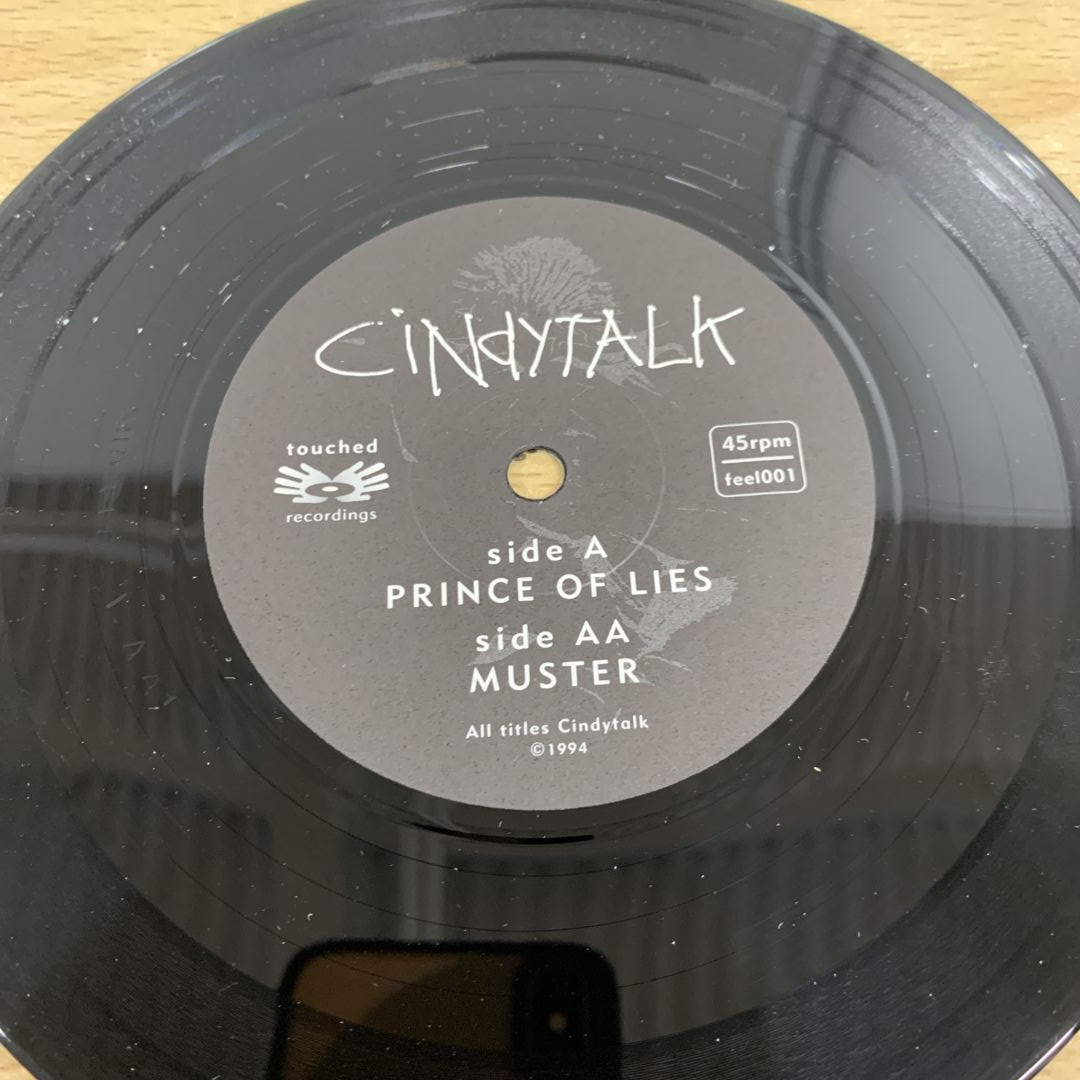 CiNdYTALK
touched
recordings
45rpm
feel001
side A
PRINCE OF LIES
side AA
MUSTER
All titles Cindytalk
©1994